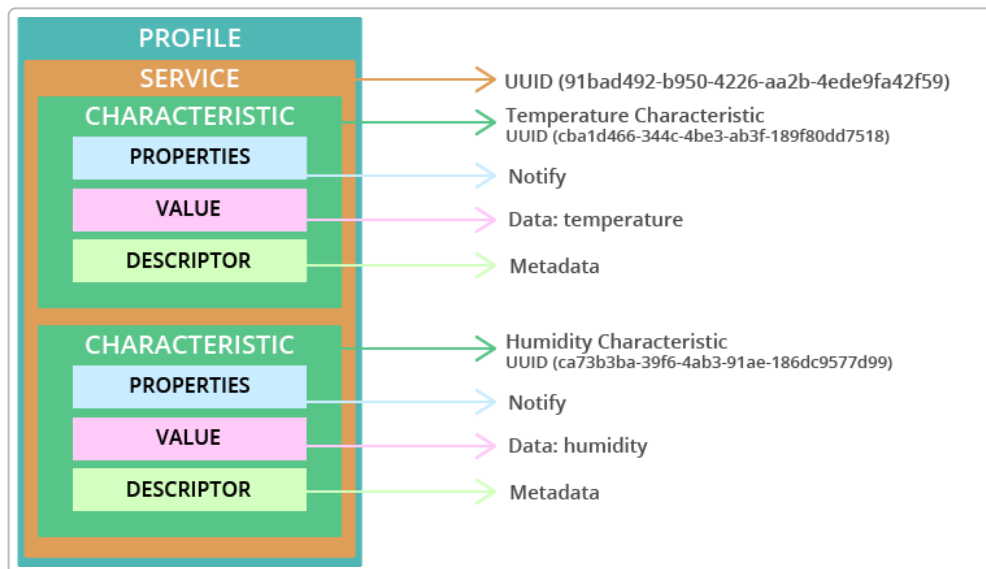 PROFILE
SERVICE
UUID (91bad492-b950-4226-aa2b-4ede9fa42f59)
CHARACTERISTIC
Temperature Characteristic
UUID (cba1d466-344c-4be3-ab3f-189f80dd7518)
PROPERTIES
Notify
VALUE
Data: temperature
DESCRIPTOR
Metadata
CHARACTERISTIC
Humidity Characteristic
UUID (ca73b3ba-39f6-4ab3-91ae-186dc9577d99)
PROPERTIES
Notify
VALUE
Data: humidity
DESCRIPTOR
Metadata